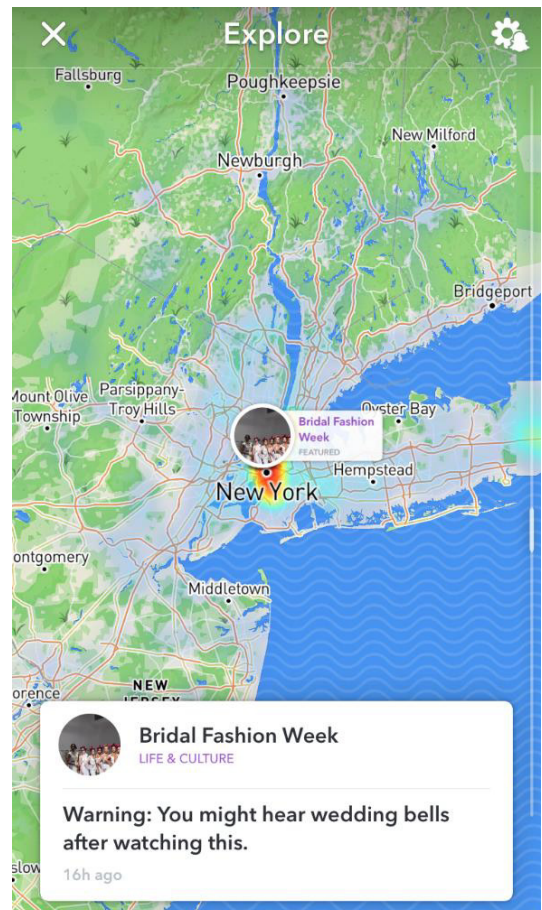 Explore
Fallsburg
Poughkeepsie
New Milford
Newburgh
Bridgeport
Mount Olive
Township
Parsippany-
Troy Hills
Bridal Fashion
Week
FEATURED
Oyster Bay
Hempstead
New York
ontgomery
Middletown
orence
NEW
Bridal Fashion Week
LIFE & CULTURE
Warning: You might hear wedding bells
after watching this.
slow
16h ago